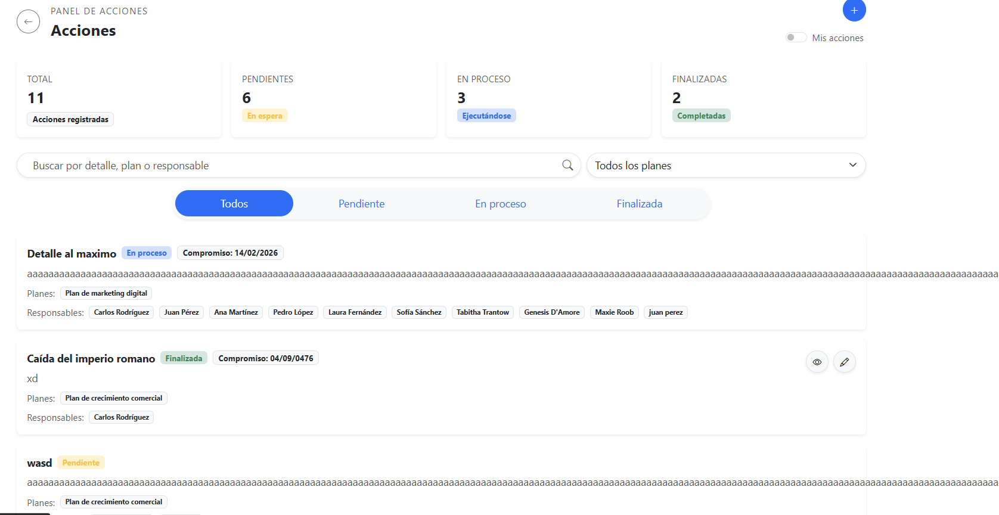 PANEL DE ACCIONES
Acciones
Mis acciones
TOTAL
11
Acciones registradas
PENDIENTES
6
En espera
EN PROCESO
3
Ejecutándose
FINALIZADAS
2
Completadas
Buscar por detalle, plan o responsable
Todos los planes
Todos Pendiente En proceso Finalizada
Detalle al maximo En proceso Compromiso: 14/02/2026
Planes: Plan de marketing digital
Responsables: Carlos Rodríguez Juan Pérez Ana Martínez Pedro López Laura Fernández Sofía Sánchez Tabitha Trantow Genesis D'Amore Maxie Roob juan perez
Caída del imperio romano Finalizada Compromiso: 04/09/0476
xd
Planes: Plan de crecimiento comercial
Responsables: Carlos Rodríguez
wasd Pendiente
Planes: Plan de crecimiento comercial